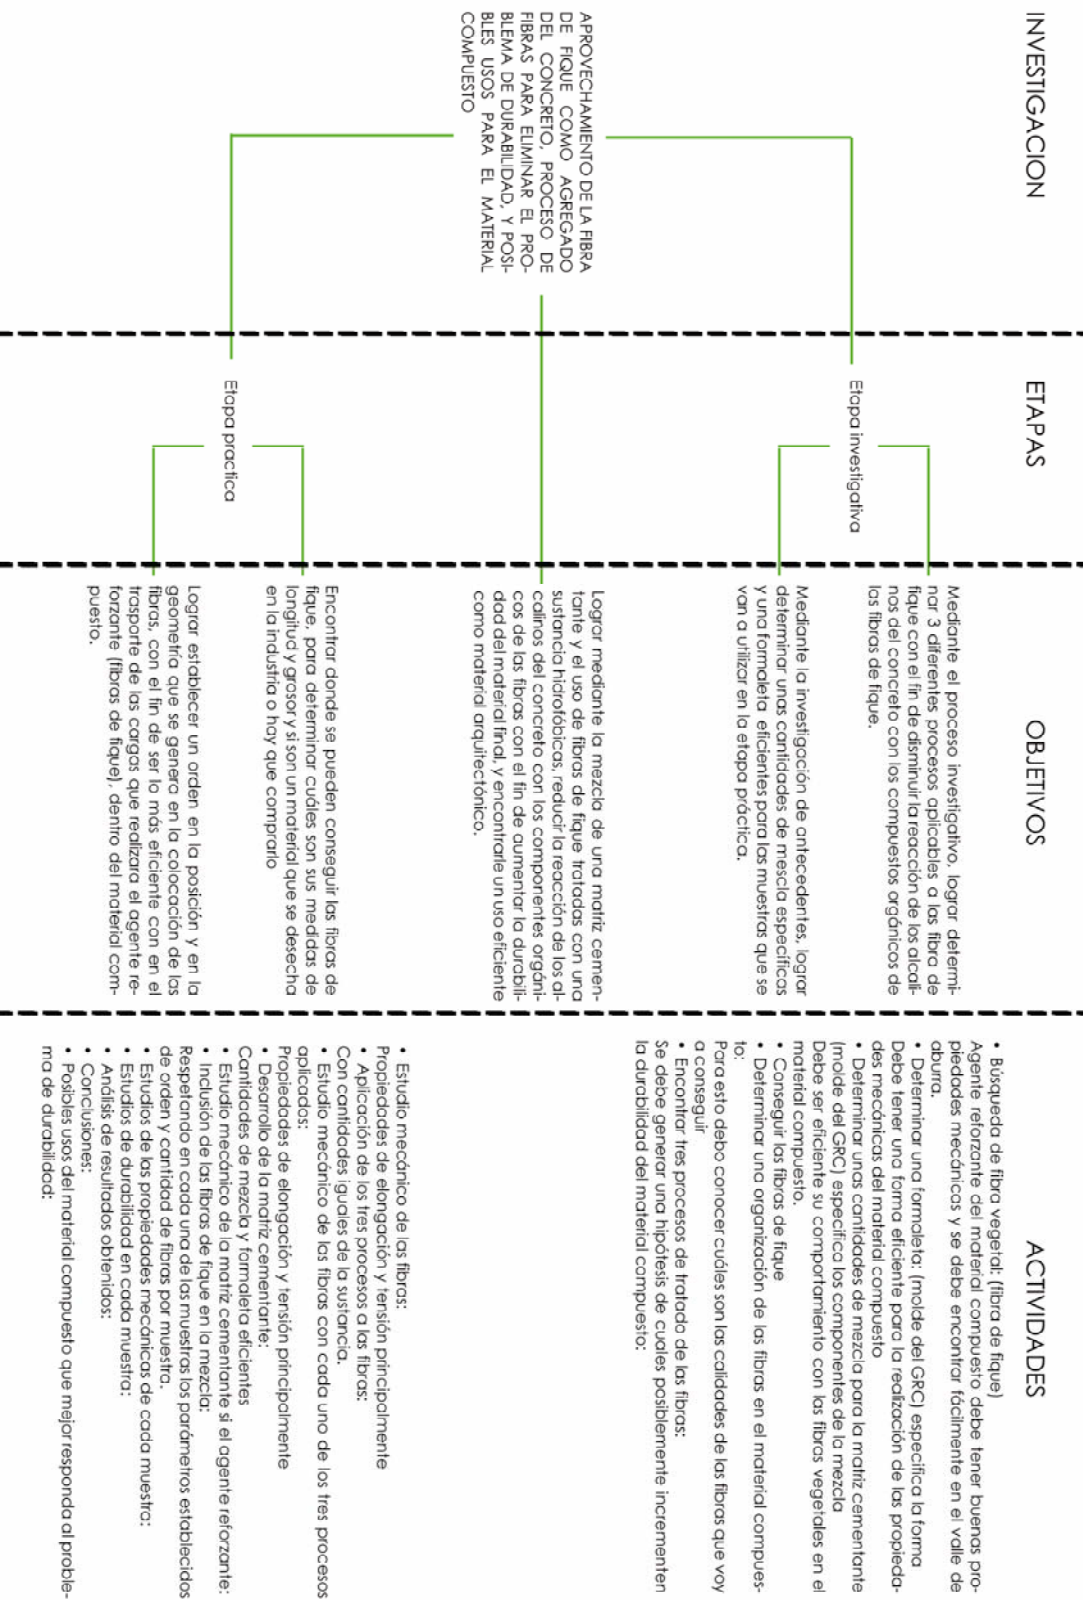 INVESTIGACION
APROVECHAMIENTO DE LA FIBRA
DE FIQUE COMO AGREGADO
DEL CONCRETO, PROCESO DE
FIBRAS PARA ELIMINAR EL PRO-
BLEMA DE DURABILIDAD, Y POSI-
BLES USOS PARA EL MATERIAL
COMPUESTO
ETAPAS
Etapa investigativa
Etapa practica
OBJETIVOS
Mediante el proceso investigativo, lograr determi-
nar 3 diferentes procesos aplicables a las fibra de
fique con el fin de disminuir la reacción de los alcali-
nos del concreto con los compuestos orgánicos de
las fibras de fique.
Mediante la investigación de antecedentes, lograr
determinar unas cantidades de mescla específicas
y una formaleta eficientes para las muestras que se
van a utilizar en la etapa práctica.
Lograr mediante la mezcla de una matriz cemen-
tante y el uso de fibras de fique tratadas con una
sustancia hidrofóbicas, reducir la reacción de los al-
calinos del concreto con los componentes orgáni-
cos de las fibras con el fin de aumentar la durabili-
dad del material final, y encontrarle un uso eficiente
como material arquitectónico.
Encontrar donde se pueden conseguir las fibras de
fique, para determinar cuáles son sus medidas de
longitud y grosor y si son un material que se desecha
en la industria o hay que comprarlo
Lograr establecer un orden en la posición y en la
geometría que se genera en la colocación de las
fibras, con el fin de ser lo más eficiente con en el
trasporte de las cargas que realizara el agente re-
forzante (fibras de fique), dentro del material com-
puesto.
ACTIVIDADES
• Búsqueda de fibra vegetal: (fibra de fique)
Agente reforzante del material compuesto debe tener buenas pro-
piedades mecánicas y se debe encontrar fácilmente en el valle de
aburra.
• Determinar una formaleta: (molde del GRC) especifica la forma
Debe tener una forma eficiente para la realización de las propieda-
des mecánicas del material compuesto
• Determinar unas cantidades de mezcla para la matriz cementante
(molde del GRC) especifica los componentes de la mezcla
Debe ser eficiente su comportamiento con las fibras vegetales en el
material compuesto.
• Conseguir las fibras de fique
• Determinar una organización de las fibras en el material compues-
to:
Para esto debo conocer cuáles son las calidades de las fibras que voy
a conseguir
• Encontrar tres procesos de tratado de las fibras:
Se debe generar una hipótesis de cuales posiblemente incrementen
la durabilidad del material compuesto:
• Estudio mecánico de las fibras:
Propiedades de elongación y tensión principalmente
• Aplicación de los tres procesos a las fibras:
Con cantidades iguales de la sustancia.
• Estudio mecánico de las fibras con cada uno de los tres procesos
aplicados:
Propiedades de elongación y tensión principalmente
• Desarrollo de la matriz cementante:
Cantidades de mezcla y formaleta eficientes
• Estudio mecánico de la matriz cementante si el agente reforzante:
• Inclusión de las fibras de fique en la mezcla:
Respetando en cada una de las muestras los parámetros establecidos
de orden y cantidad de fibras por muestra.
• Estudios de las propiedades mecánicas de cada muestra:
• Estudios de durabilidad en cada muestra:
• Análisis de resultados obtenidos:
• Conclusiones:
• Posibles usos del material compuesto que mejor responda al proble-
ma de durabilidad: